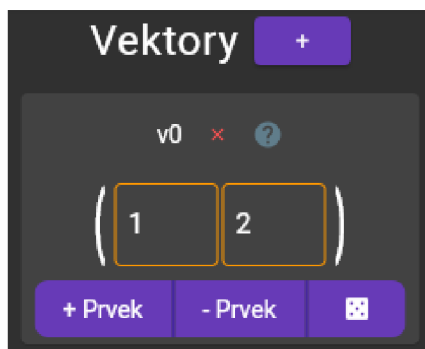 Vektory +
v0 × ?
( 1 2 )
+ Prvek - Prvek